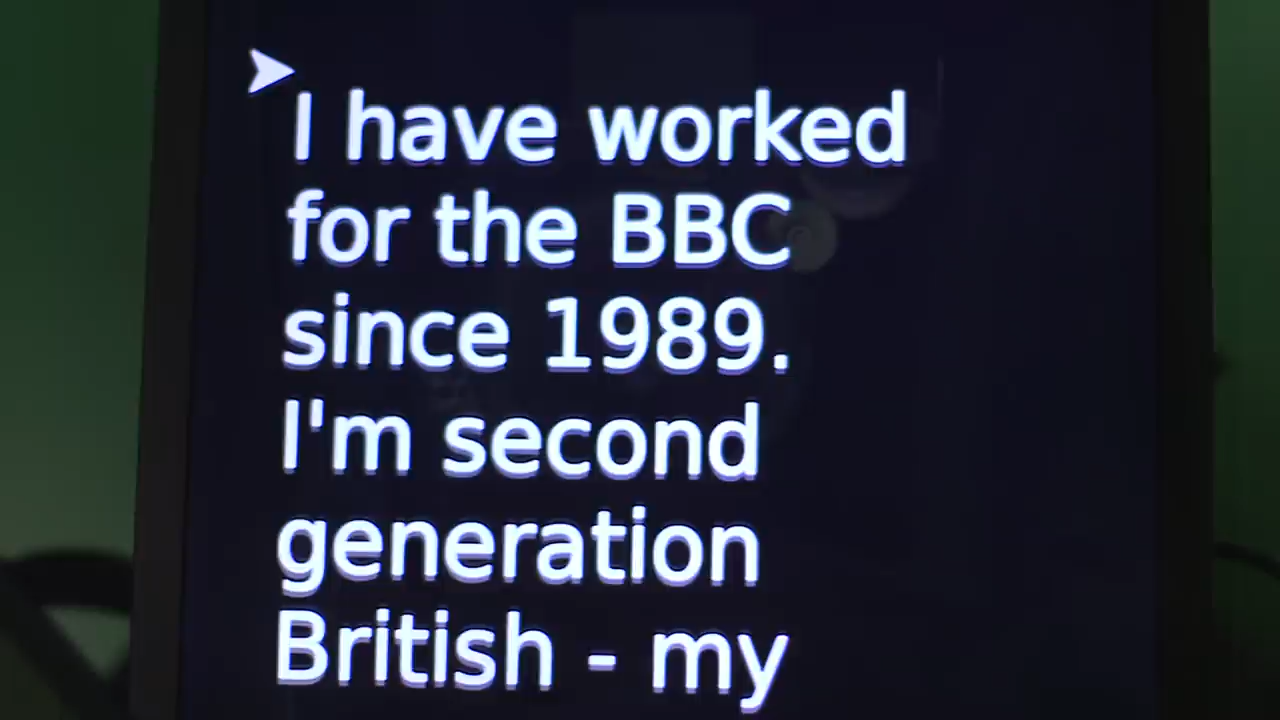 I have worked
for the BBC
since 1989.
I'm second
generation
British - my